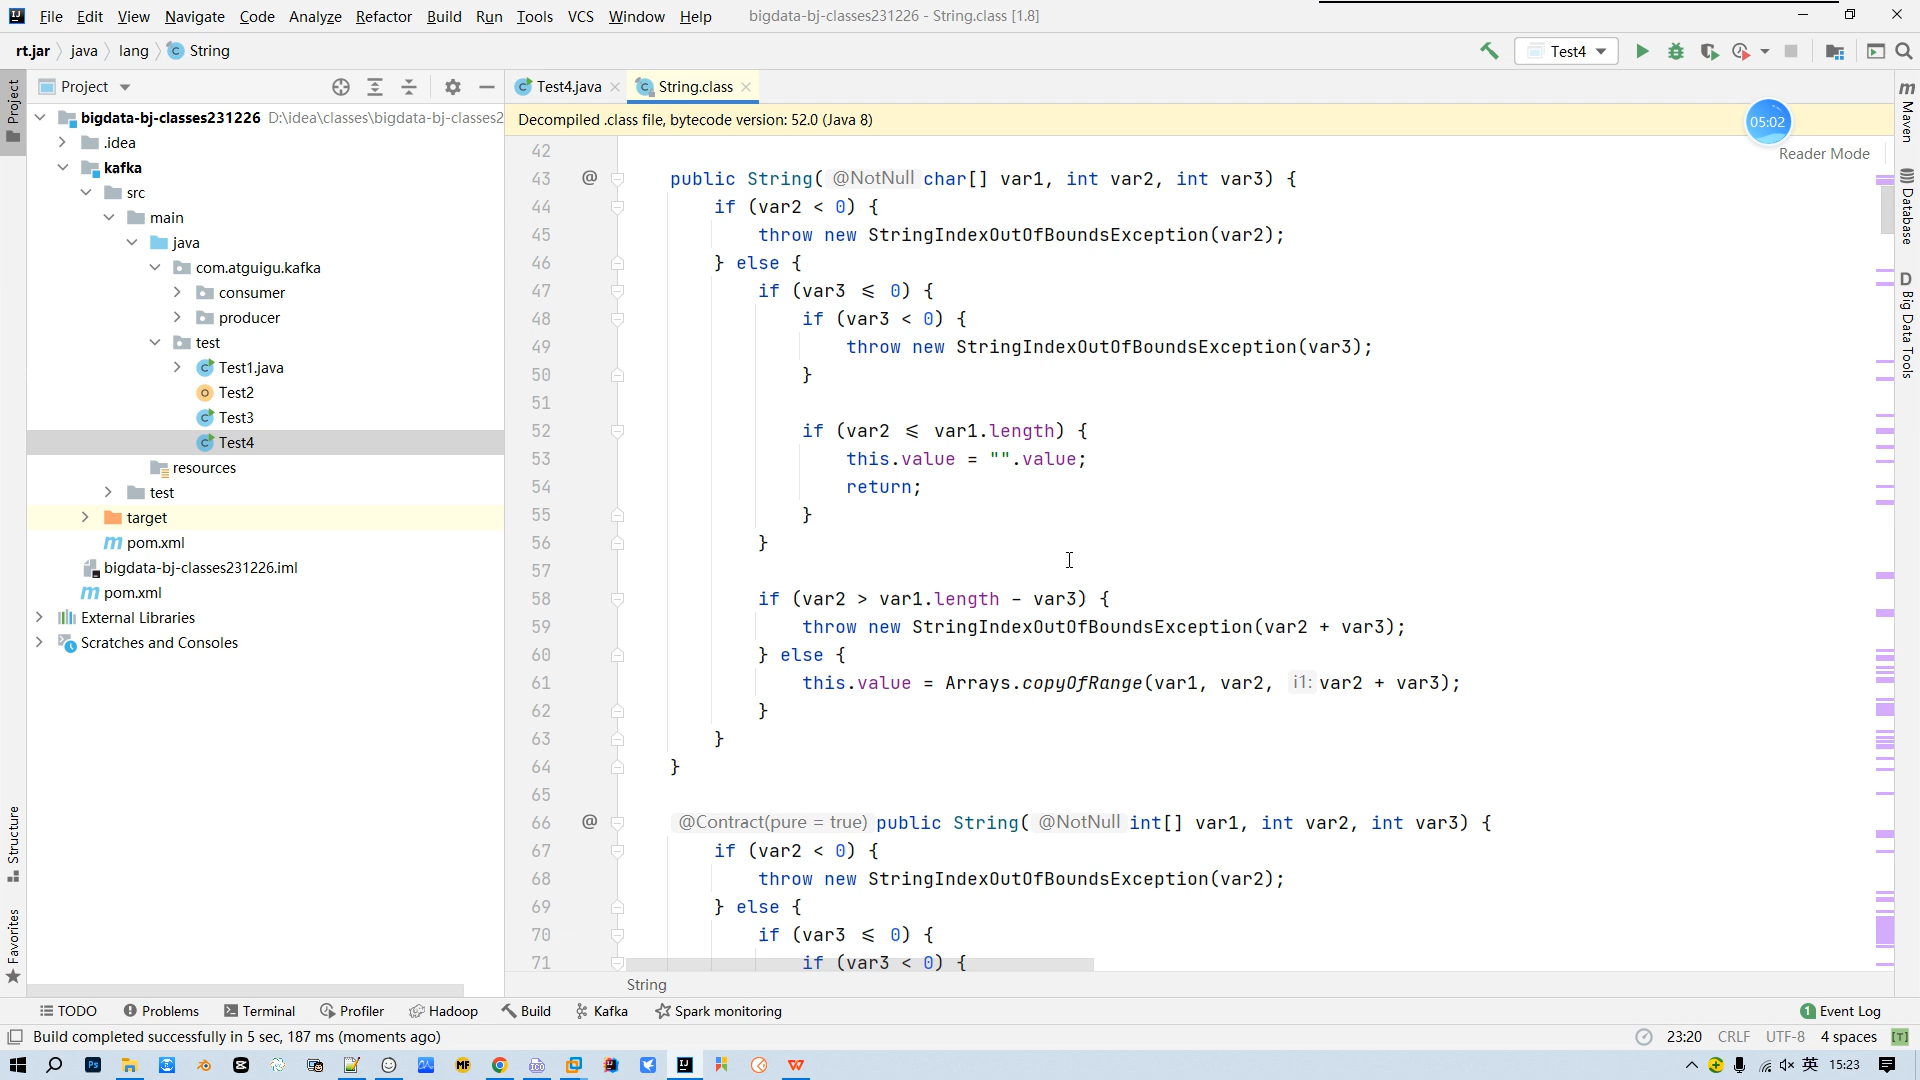 File Edit View Navigate Code Analyze Refactor Build Run Tools VCS Window Help bigdata-bj-classes231226 - String.class [1.8]
rt.jar java lang String Test4
Project Test4.java String.class
Project
bigdata-bj-classes231226 D:\idea\classes\bigdata-bj-classes2
.idea
kafka
src
main
java
com.atguigu.kafka
consumer
producer
test
Test1.java
Test2
Test3
Test4
resources
test
target
pom.xml
bigdata-bj-classes231226.iml
pom.xml
External Libraries
Scratches and Consoles
Structure
Favorites
Decompiled .class file, bytecode version: 52.0 (Java 8)
05:02
Reader Mode
42
43 @ public String( @NotNull char[] var1, int var2, int var3) {
44 if (var2 < 0) {
45 throw new StringIndexOutOfBoundsException(var2);
46 } else {
47 if (var3 ≤ 0) {
48 if (var3 < 0) {
49 throw new StringIndexOutOfBoundsException(var3);
50 }
51
52 if (var2 ≤ var1.length) {
53 this.value = "".value;
54 return;
55 }
56 }
57
58 if (var2 > var1.length - var3) {
59 throw new StringIndexOutOfBoundsException(var2 + var3);
60 } else {
61 this.value = Arrays.copyOfRange(var1, var2, i1: var2 + var3);
62 }
63 }
64 }
65
66 @ @Contract(pure = true) public String( @NotNull int[] var1, int var2, int var3) {
67 if (var2 < 0) {
68 throw new StringIndexOutOfBoundsException(var2);
69 } else {
70 if (var3 ≤ 0) {
71 if (var3 < 0) {
String
Maven
Database
Big Data Tools
TODO Problems Terminal Profiler Hadoop Build Kafka Spark monitoring 1 Event Log
Build completed successfully in 5 sec, 187 ms (moments ago) 23:20 CRLF UTF-8 4 spaces [T]
英 15:23